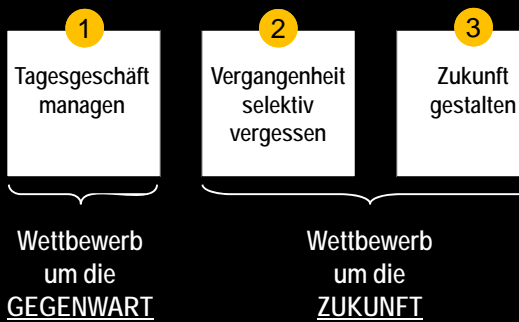 1
Tagesgeschäft
managen
2
Vergangenheit
selektiv
vergessen
3
Zukunft
gestalten
Wettbewerb
um die
GEGENWART
Wettbewerb
um die
ZUKUNFT